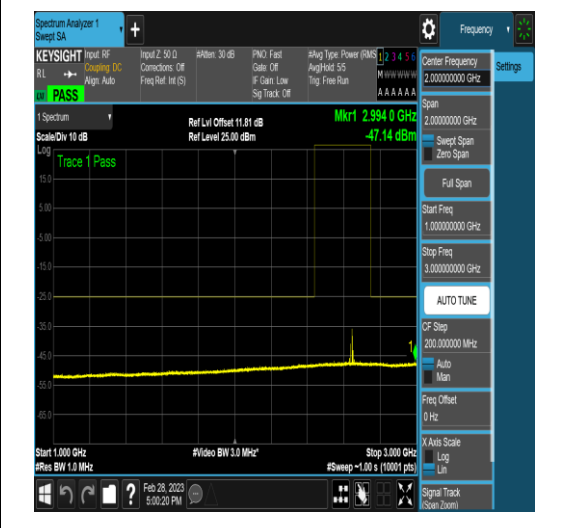 Spectrum Analyzer 1
Swept SA
Frequency
KEYSIGHT
RL
PASS
Input: RF
Coupling: DC
Align: Auto
Input Z: 50 Ω
Corrections: Off
Freq Ref: Int (S)
#Atten: 30 dB
PNO: Fast
Gate: Off
IF Gain: Low
Sig Track: Off
#Avg Type: Power (RMS
Avg|Hold: 5/5
Trig: Free Run
1 2 3 4 5 6
M W W W W W
A A A A A A
1 Spectrum
Scale/Div 10 dB
Ref Lvl Offset 11.81 dB
Ref Level 25.00 dBm
Mkr1 2.994 0 GHz
-47.14 dBm
Log
Trace 1 Pass
15.0
5.00
-5.00
-15.0
-25.0
-35.0
-45.0
-55.0
-65.0
1
Start 1.000 GHz
#Res BW 1.0 MHz
#Video BW 3.0 MHz*
Stop 3.000 GHz
#Sweep ~1.00 s (10001 pts)
Center Frequency
2.000000000 GHz
Settings
Span
2.00000000 GHz
Swept Span
Zero Span
Full Span
Start Freq
1.000000000 GHz
Stop Freq
3.000000000 GHz
AUTO TUNE
CF Step
200.000000 MHz
Auto
Man
Freq Offset
0 Hz
X Axis Scale
Log
Lin
Signal Track
(Span Zoom)
Feb 28, 2023
5:00:20 PM